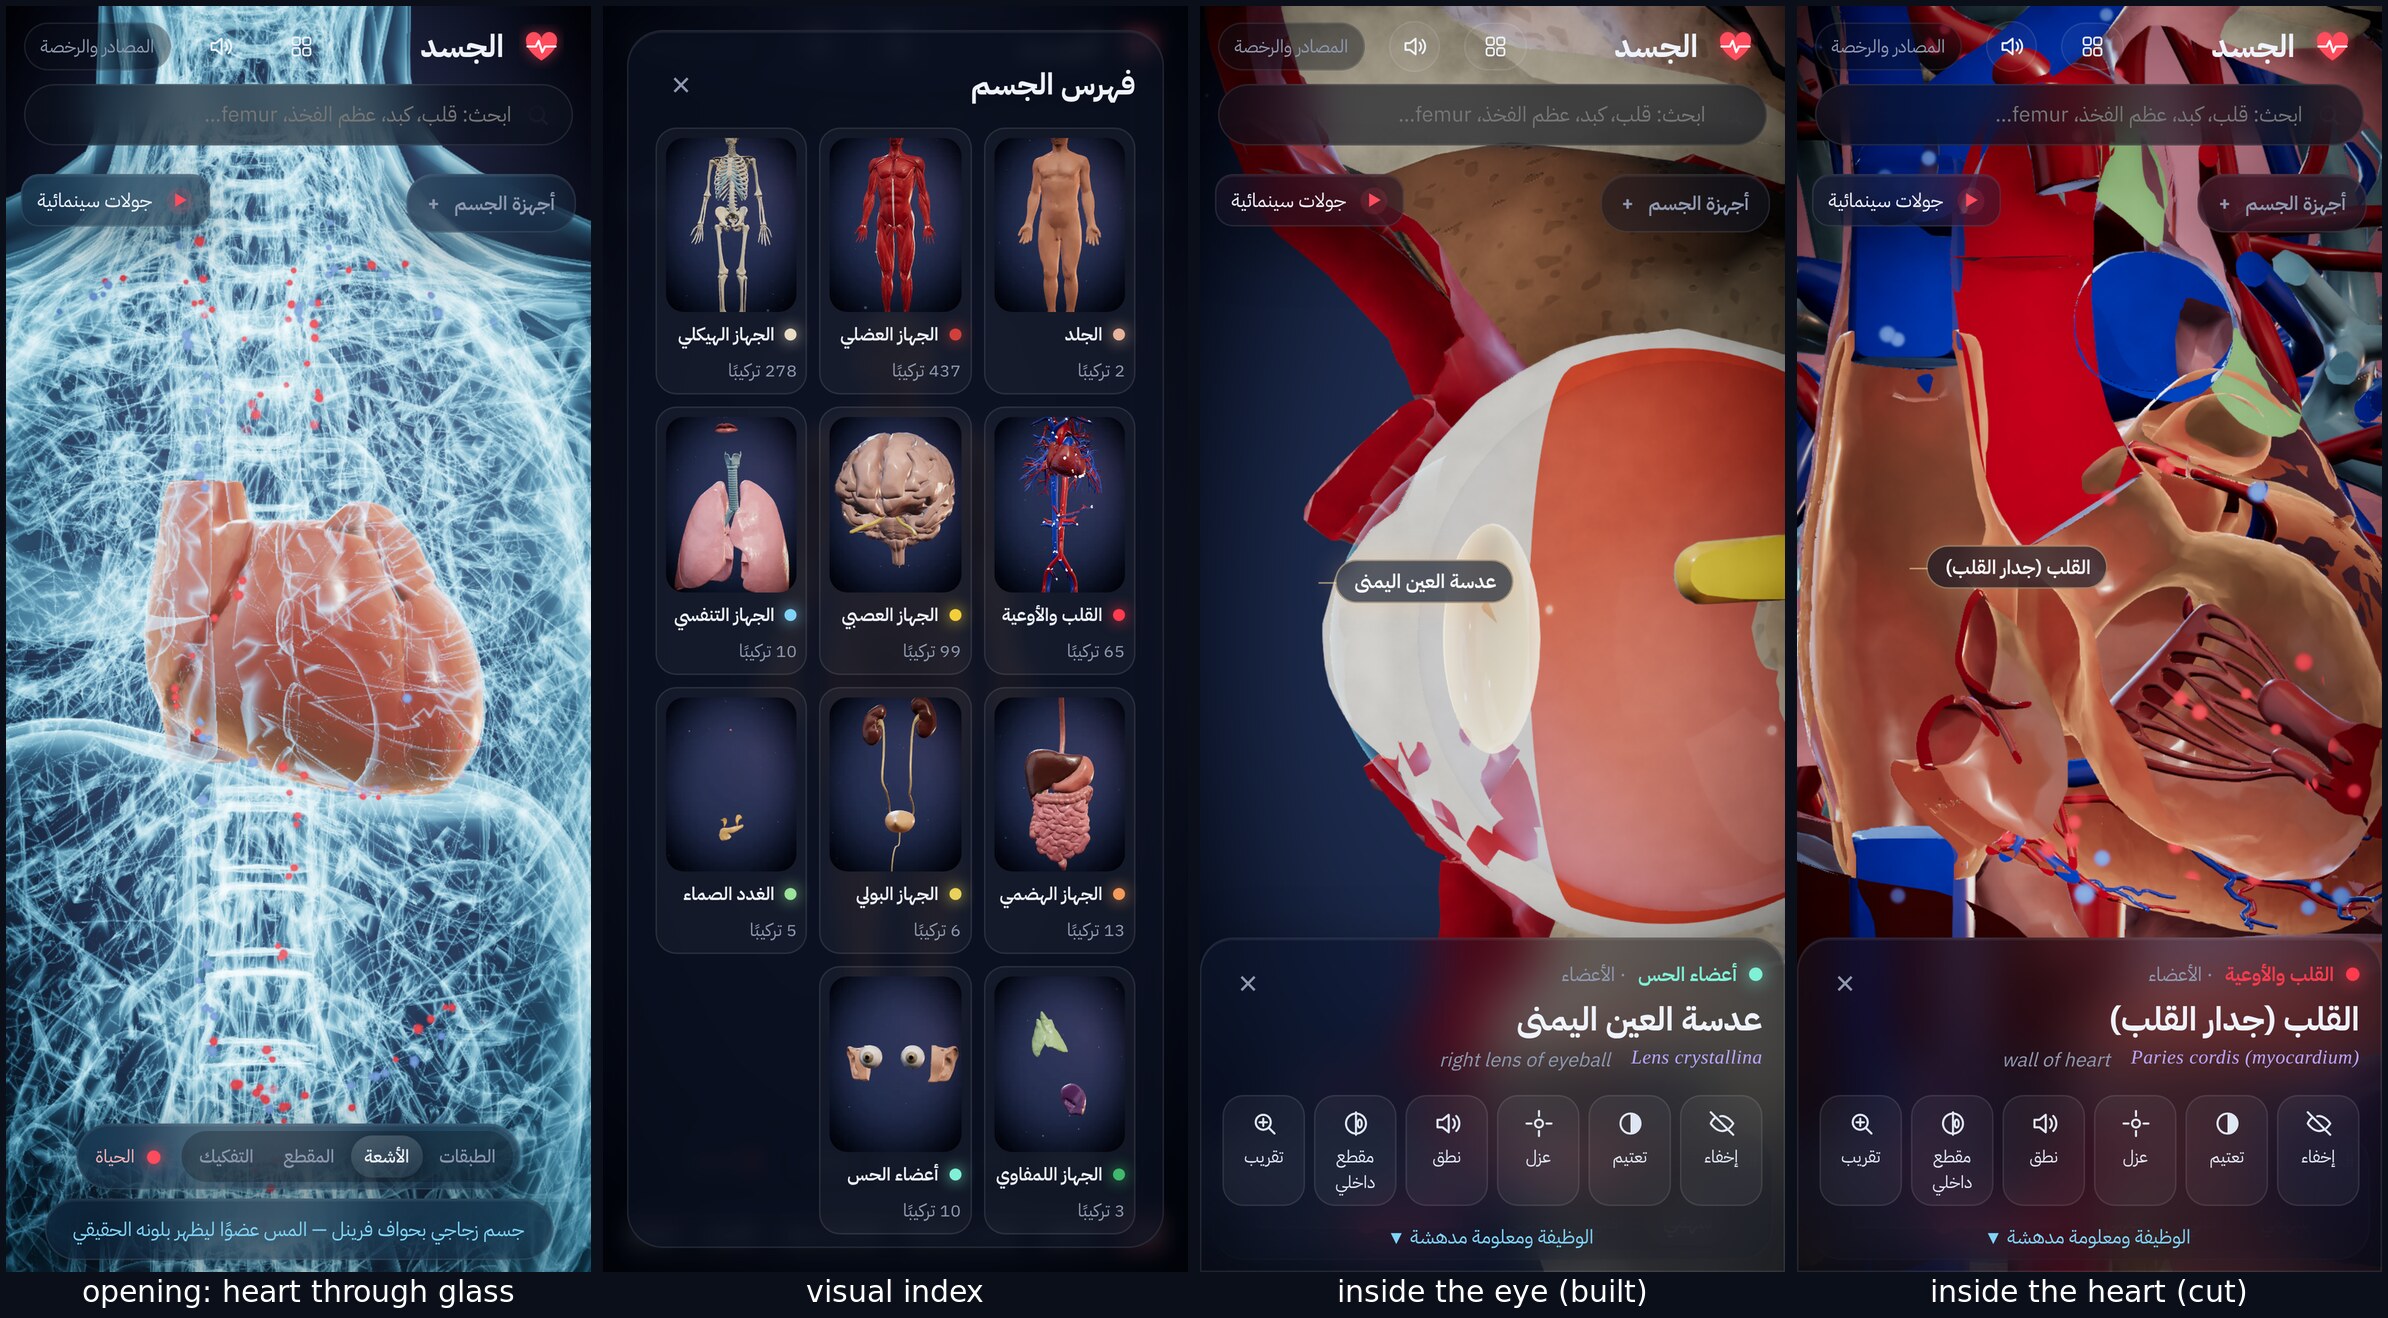 الجسد
المصادر والرخصة
ابحث: قلب، كبد، عظم الفخذ، femur...
أجهزة الجسم +
جولات سينمائية
الطبقات
الأشعة
المقطع
التفكيك
الحياة
جسم زجاجي بحواف فرينل — المس عضوًا ليظهر بلونه الحقيقي
opening: heart through glass
فهرس الجسم
الجلد
2 تركيبًا
الجهاز العضلي
437 تركيبًا
الجهاز الهيكلي
278 تركيبًا
القلب والأوعية
65 تركيبًا
الجهاز العصبي
99 تركيبًا
الجهاز التنفسي
10 تركيبًا
الجهاز الهضمي
13 تركيبًا
الجهاز البولي
6 تركيبًا
الغدد الصماء
5 تركيبًا
الجهاز اللمفاوي
3 تركيبًا
أعضاء الحس
10 تركيبًا
visual index
الجسد
المصادر والرخصة
ابحث: قلب، كبد، عظم الفخذ، femur...
أجهزة الجسم +
جولات سينمائية
عدسة العين اليمنى
أعضاء الحس · الأعضاء
عدسة العين اليمنى
right lens of eyeball Lens crystallina
إخفاء
تعتيم
عزل
نطق
مقطع داخلي
تقريب
الوظيفة ومعلومة مدهشة ▼
inside the eye (built)
الجسد
المصادر والرخصة
ابحث: قلب، كبد، عظم الفخذ، femur...
أجهزة الجسم +
جولات سينمائية
القلب (جدار القلب)
القلب والأوعية · الأعضاء
القلب (جدار القلب)
wall of heart Paries cordis (myocardium)
إخفاء
تعتيم
عزل
نطق
مقطع داخلي
تقريب
الوظيفة ومعلومة مدهشة ▼
inside the heart (cut)